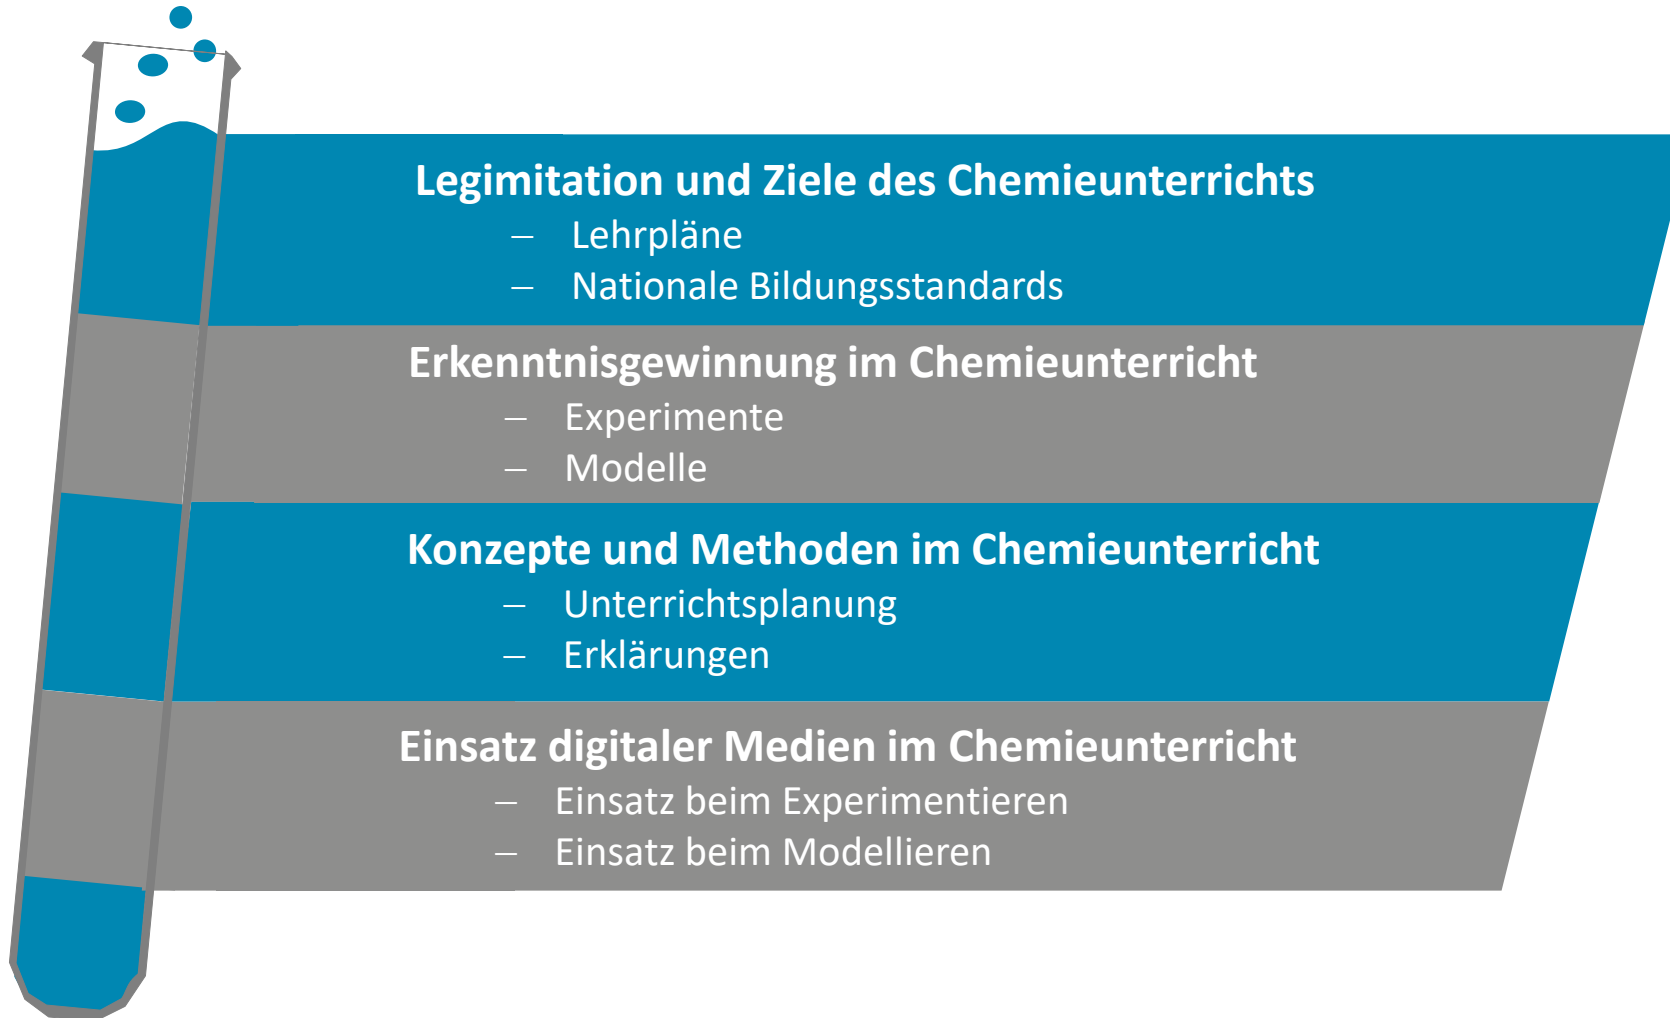 Legimitation und Ziele des Chemieunterrichts
– Lehrpläne
– Nationale Bildungsstandards
Erkenntnisgewinnung im Chemieunterricht
– Experimente
– Modelle
Konzepte und Methoden im Chemieunterricht
– Unterrichtsplanung
– Erklärungen
Einsatz digitaler Medien im Chemieunterricht
– Einsatz beim Experimentieren
– Einsatz beim Modellieren